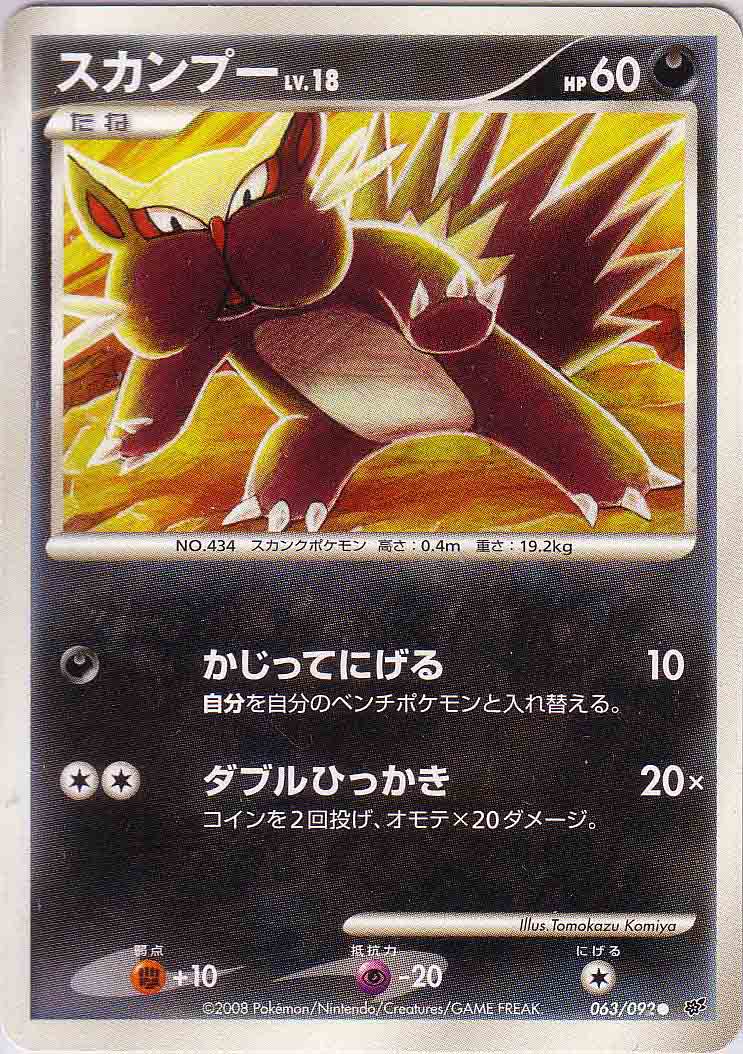 スカンプー LV.18 HP60
たね
NO.434 スカンクポケモン 高さ：0.4m 重さ：19.2kg
かじってにげる 10
自分を自分のベンチポケモンと入れ替える。
ダブルひっかき 20×
コインを2回投げ、オモテ×20ダメージ。
Illus.Tomokazu Komiya
弱点 抵抗力 にげる
+10 -20
©2008 Pokémon/Nintendo/Creatures/GAME FREAK 063/092●